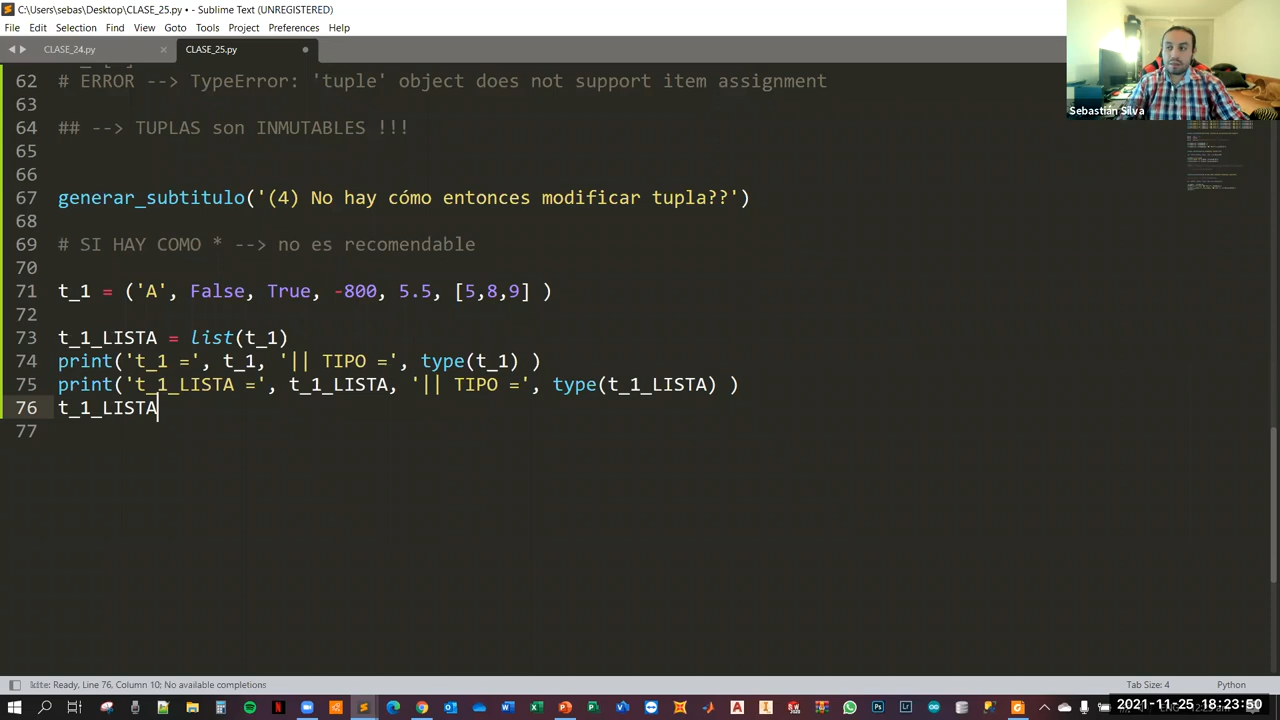 C:\Users\sebas\Desktop\CLASE_25.py • - Sublime Text (UNREGISTERED)
File Edit Selection Find View Goto Tools Project Preferences Help
CLASE_24.py × CLASE_25.py
Sebastián Silva
62 # ERROR --> TypeError: 'tuple' object does not support item assignment
63
64 ## --> TUPLAS son INMUTABLES !!!
65
66
67 generar_subtitulo('(4) No hay cómo entonces modificar tupla??')
68
69 # SI HAY COMO * --> no es recomendable
70
71 t_1 = ('A', False, True, -800, 5.5, [5,8,9] )
72
73 t_1_LISTA = list(t_1)
74 print('t_1 =', t_1, '|| TIPO =', type(t_1) )
75 print('t_1_LISTA =', t_1_LISTA, '|| TIPO =', type(t_1_LISTA) )
76 t_1_LISTA
77
Ready, Line 76, Column 10; No available completions
Tab Size: 4 Python
2021-11-25 18:23:50